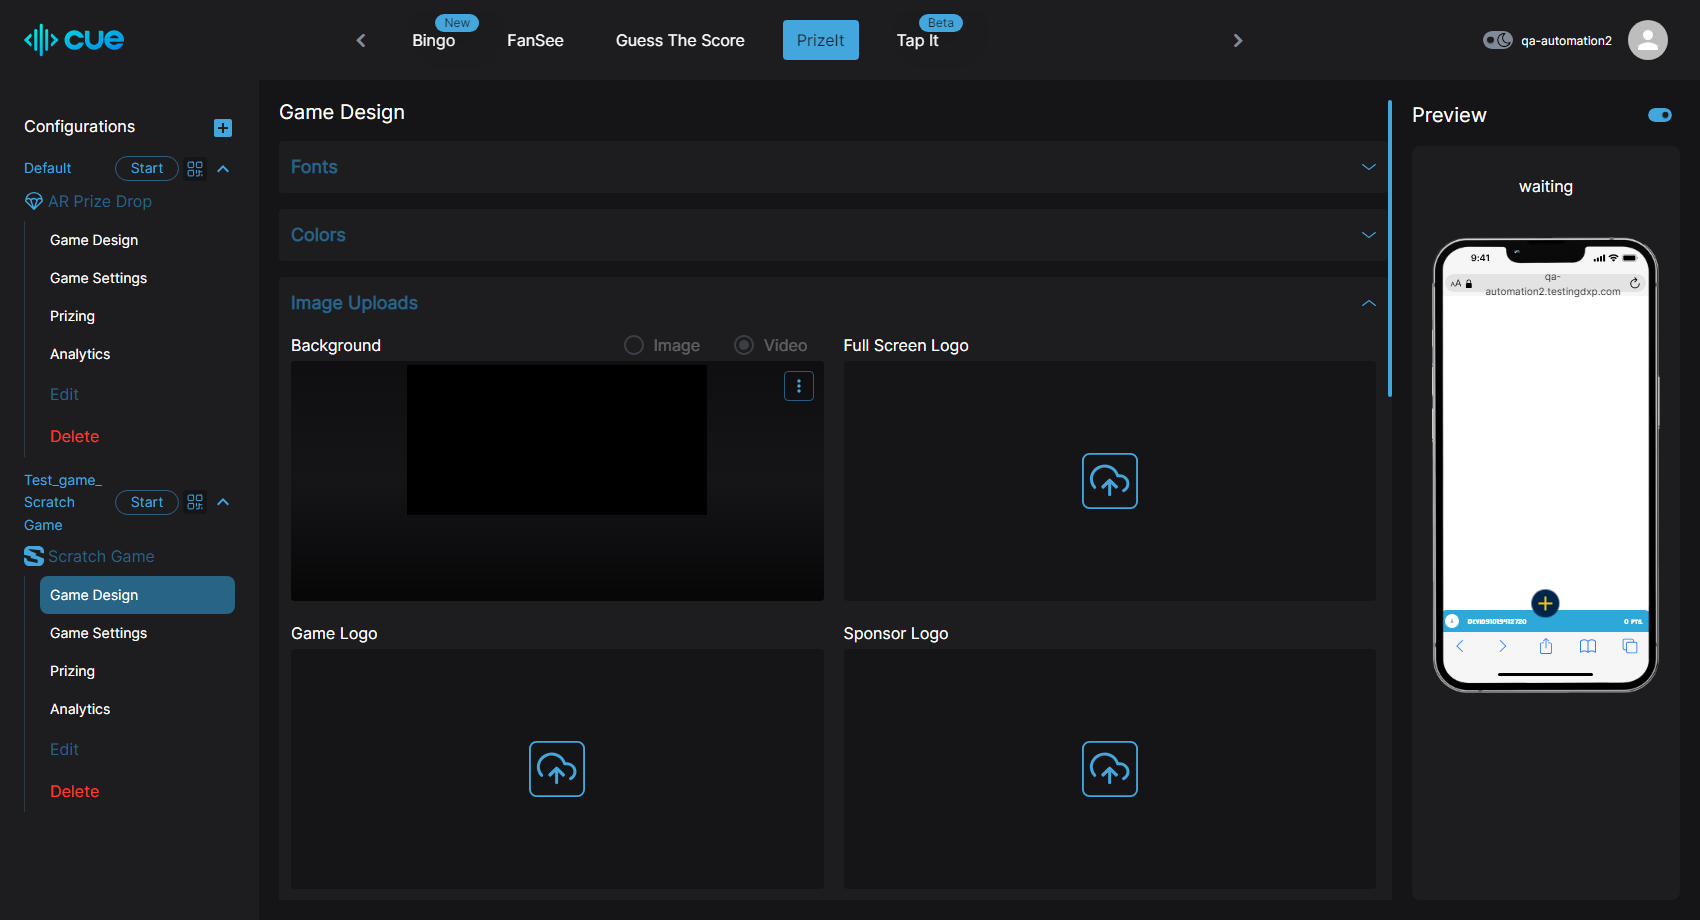 cue
New
Bingo
FanSee
Guess The Score
PrizeIt
Beta
Tap It
qa-automation2
Configurations
Default
Start
AR Prize Drop
Game Design
Game Settings
Prizing
Analytics
Edit
Delete
Test_game_
Scratch
Game
Start
Scratch Game
Game Design
Game Settings
Prizing
Analytics
Edit
Delete
Game Design
Fonts
Colors
Image Uploads
Background
Image
Video
Full Screen Logo
Game Logo
Sponsor Logo
Preview
waiting
9:41
AA
qa-
automation2.testingdxp.com
0 PTS.